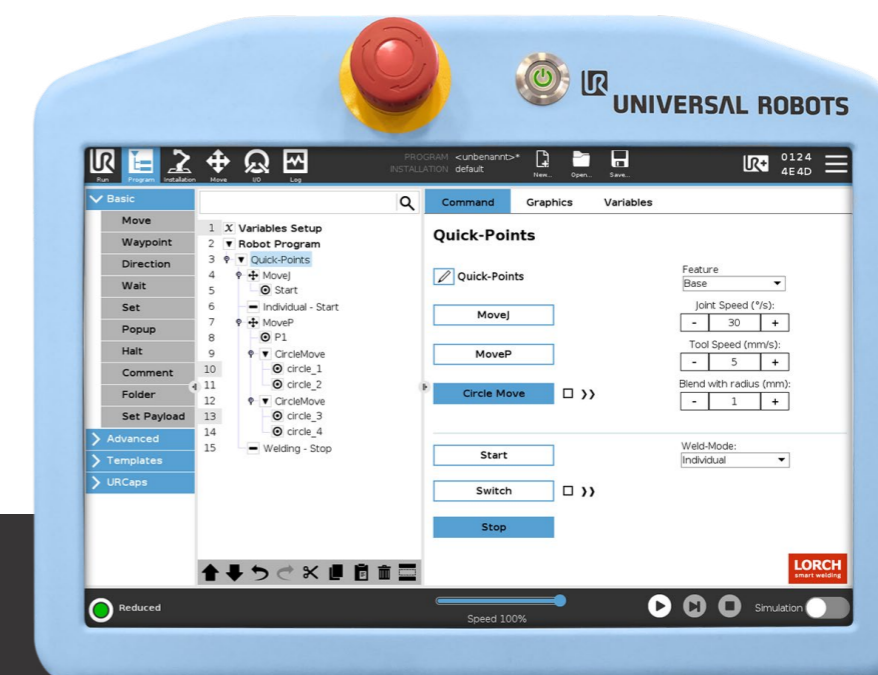 UR UNIVERSAL ROBOTS
UR
Run
Program
Installation
Move
I/O
Log
PROGRAM <unbenannt>*
INSTALLATION default
New...
Open...
Save...
UR+
0124
4E4D
Basic
Move
Waypoint
Direction
Wait
Set
Popup
Halt
Comment
Folder
Set Payload
Advanced
Templates
URCaps
1 X Variables Setup
2 Robot Program
3 Quick-Points
4 MoveJ
5 Start
6 Individual - Start
7 MoveP
8 P1
9 CircleMove
10 circle_1
11 circle_2
12 CircleMove
13 circle_3
14 circle_4
15 Welding - Stop
Command Graphics Variables
Quick-Points
Quick-Points
MoveJ
MoveP
Circle Move
Feature
Base
Joint Speed (°/s):
- 30 +
Tool Speed (mm/s):
- 5 +
Blend with radius (mm):
- 1 +
Start
Switch
Stop
Weld-Mode:
Individual
LORCH
smart welding
Reduced
Speed 100%
Simulation